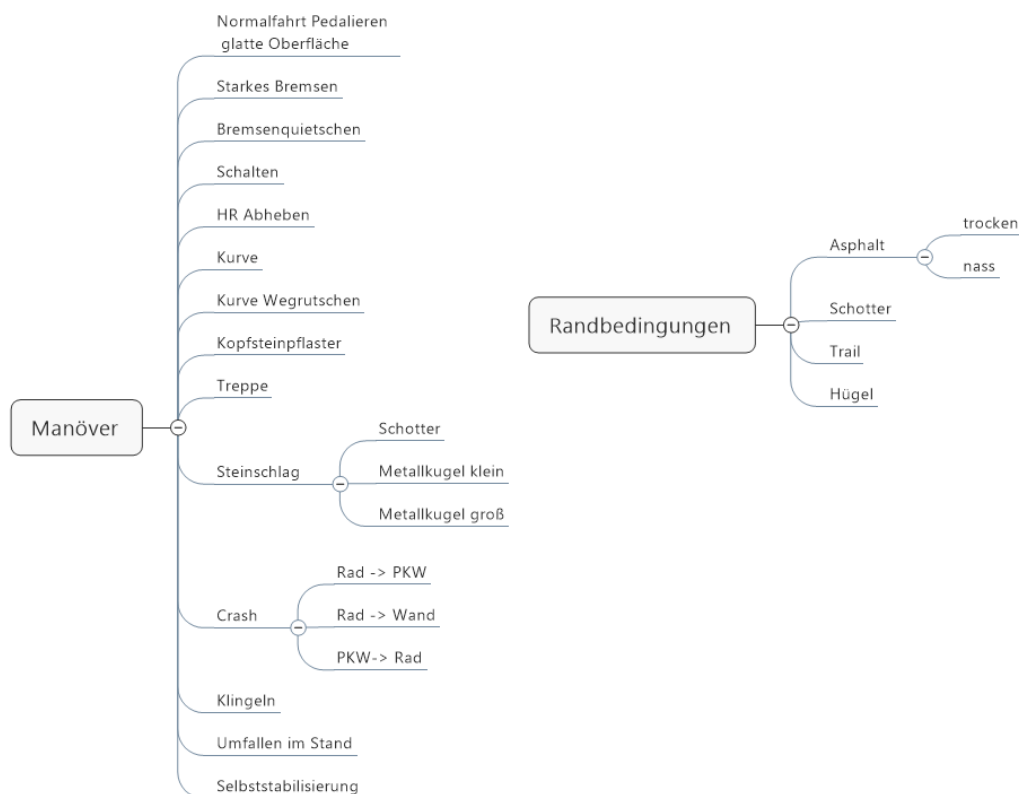 Manöver
Normalfahrt Pedalieren
glatte Oberfläche
Starkes Bremsen
Bremsenquietschen
Schalten
HR Abheben
Kurve
Kurve Wegrutschen
Kopfsteinpflaster
Treppe
Steinschlag
Schotter
Metallkugel klein
Metallkugel groß
Crash
Rad -> PKW
Rad -> Wand
PKW-> Rad
Klingeln
Umfallen im Stand
Selbststabilisierung
Randbedingungen
Asphalt
trocken
nass
Schotter
Trail
Hügel